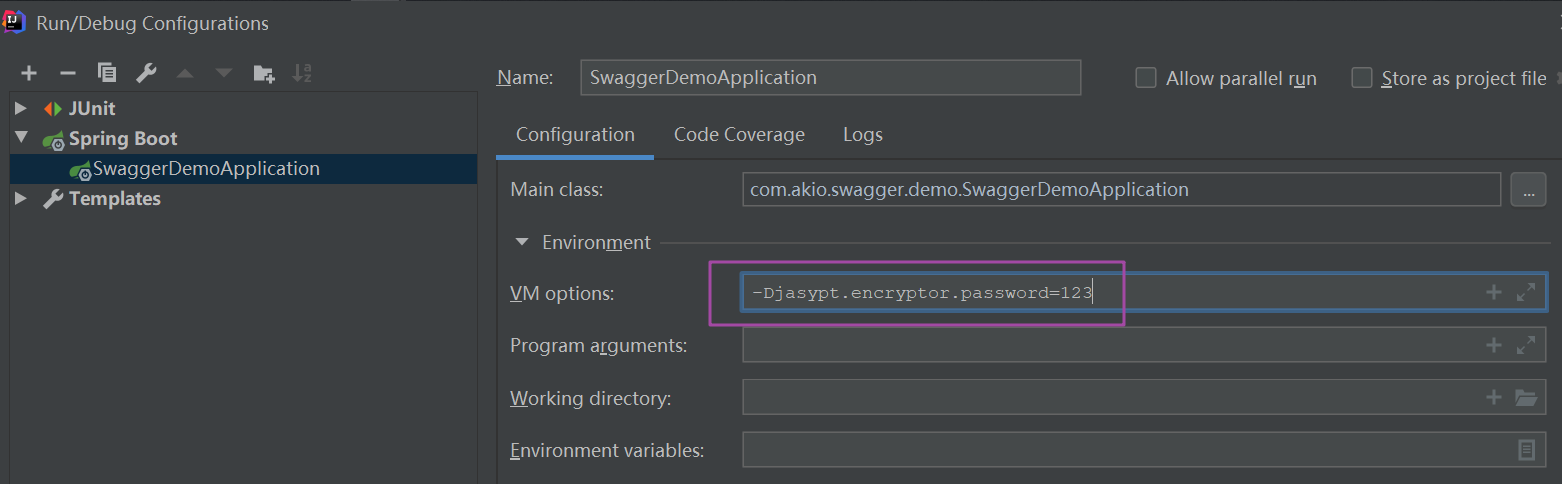 Run/Debug Configurations
Name: SwaggerDemoApplication Allow parallel run Store as project file
JUnit
Spring Boot
SwaggerDemoApplication
Templates
Configuration Code Coverage Logs
Main class: com.akio.swagger.demo.SwaggerDemoApplication ...
Environment
VM options: -Djasypt.encryptor.password=123
Program arguments:
Working directory:
Environment variables: